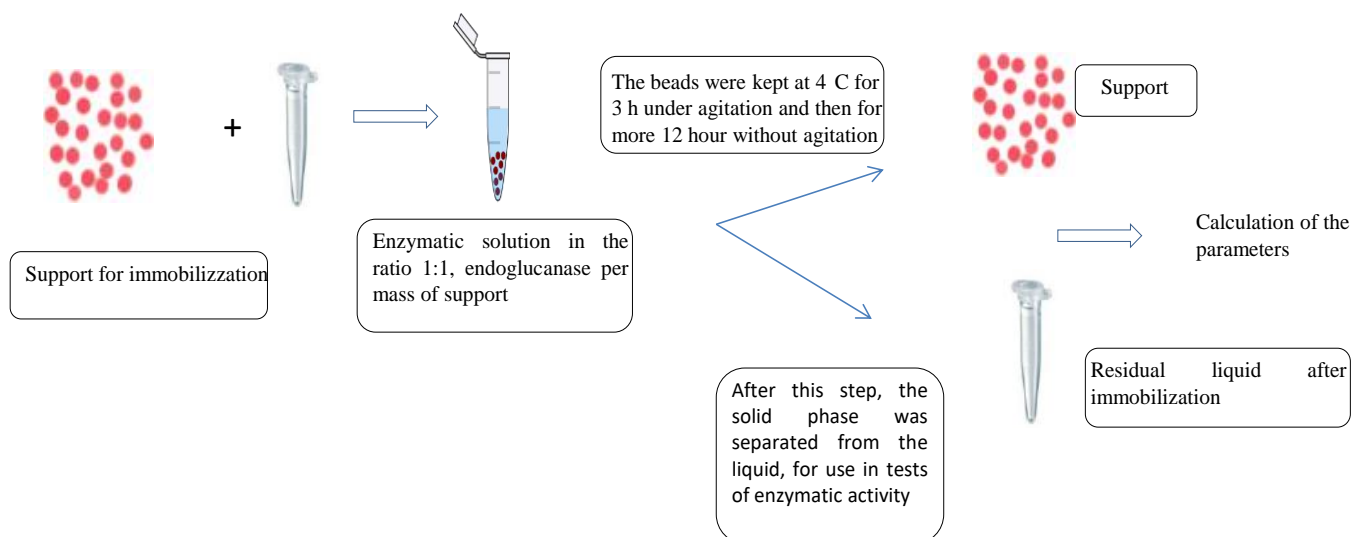 +
The beads were kept at 4 C for
3 h under agitation and then for
more 12 hour without agitation
Support
Support for immobilizzation
Enzymatic solution in the
ratio 1:1, endoglucanase per
mass of support
Calculation of the
parameters
Residual liquid after
immobilization
After this step, the
solid phase was
separated from the
liquid, for use in tests
of enzymatic activity